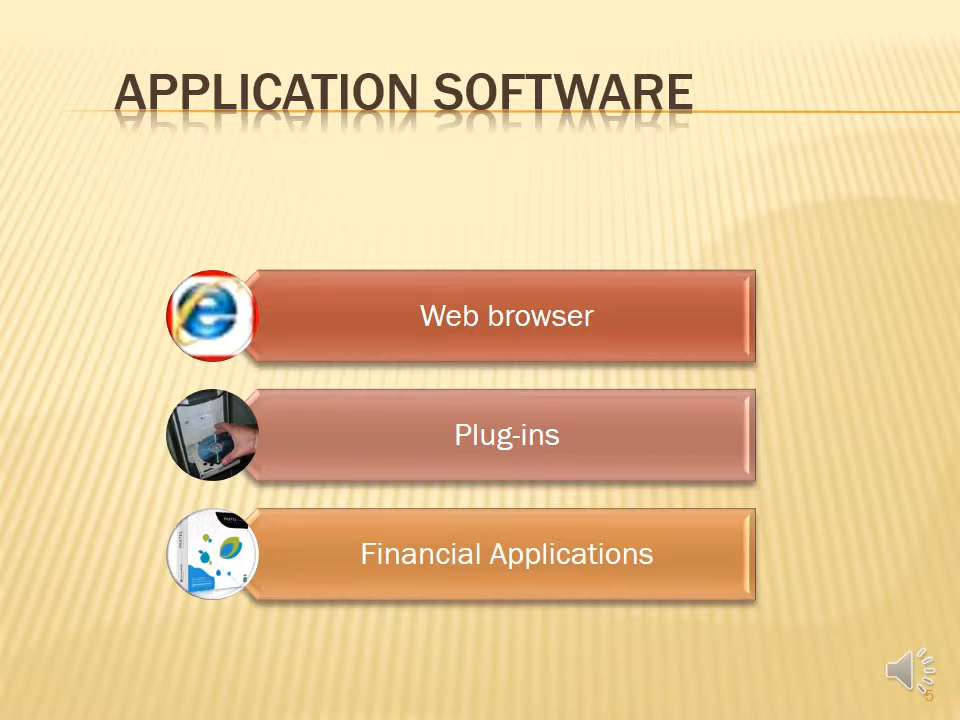 APPLICATION SOFTWARE
Web browser
Plug-ins
Financial Applications
5